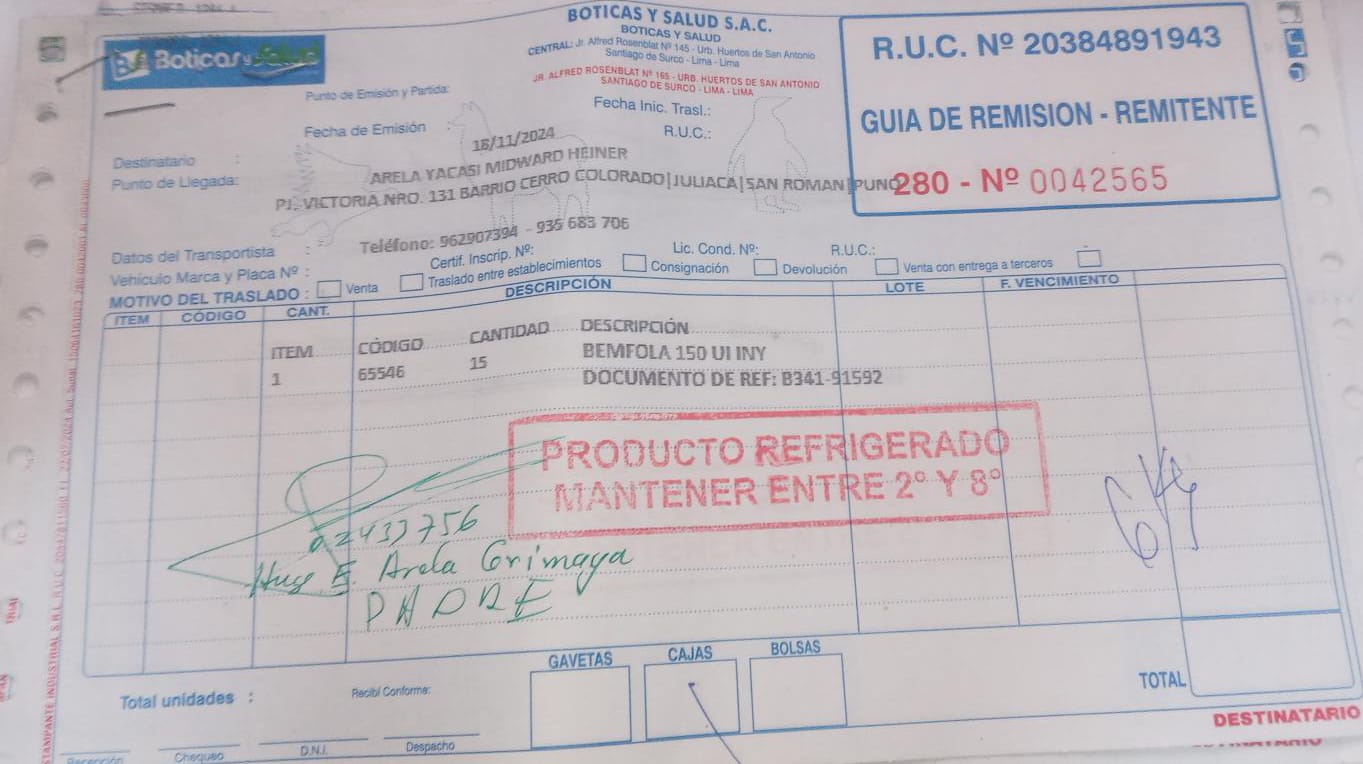 Boticas y Salud
BOTICAS Y SALUD S.A.C.
BOTICAS Y SALUD
CENTRAL: Jr. Alfred Rosenblat Nº 145 - Urb. Huertos de San Antonio
Santiago de Surco - Lima - Lima
JR. ALFRED ROSENBLAT Nº 165 - URB. HUERTOS DE SAN ANTONIO
SANTIAGO DE SURCO - LIMA - LIMA
R.U.C. Nº 20384891943
GUIA DE REMISION - REMITENTE
280 - Nº 0042565
Punto de Emisión y Partida:
Fecha Inic. Trasl.:
Fecha de Emisión : 18/11/2024 R.U.C.:
Destinatario : ARELA YACASI MIDWARD HEINER
Punto de Llegada: PJ. VICTORIA NRO. 131 BARRIO CERRO COLORADO|JULIACA|SAN ROMAN|PUNO
Teléfono: 962907394 - 935 683 706
Datos del Transportista :
Vehículo Marca y Placa Nº : Certif. Inscrip. Nº: Lic. Cond. Nº: R.U.C.:
MOTIVO DEL TRASLADO : Venta Traslado entre establecimientos Consignación Devolución Venta con entrega a terceros
ITEM CÓDIGO CANT. DESCRIPCIÓN LOTE F. VENCIMIENTO
ITEM CÓDIGO CANTIDAD DESCRIPCIÓN
1 65546 15 BEMFOLA 150 UI INY
DOCUMENTO DE REF: B341-91592
PRODUCTO REFRIGERADO
MANTENER ENTRE 2º Y 8º
02433756
Hugo E. Arela Corimaya
PADRE
GAVETAS CAJAS BOLSAS
Total unidades : Recibí Conforme: TOTAL
DESTINATARIO
Recepción Chequeo D.N.I. Despacho